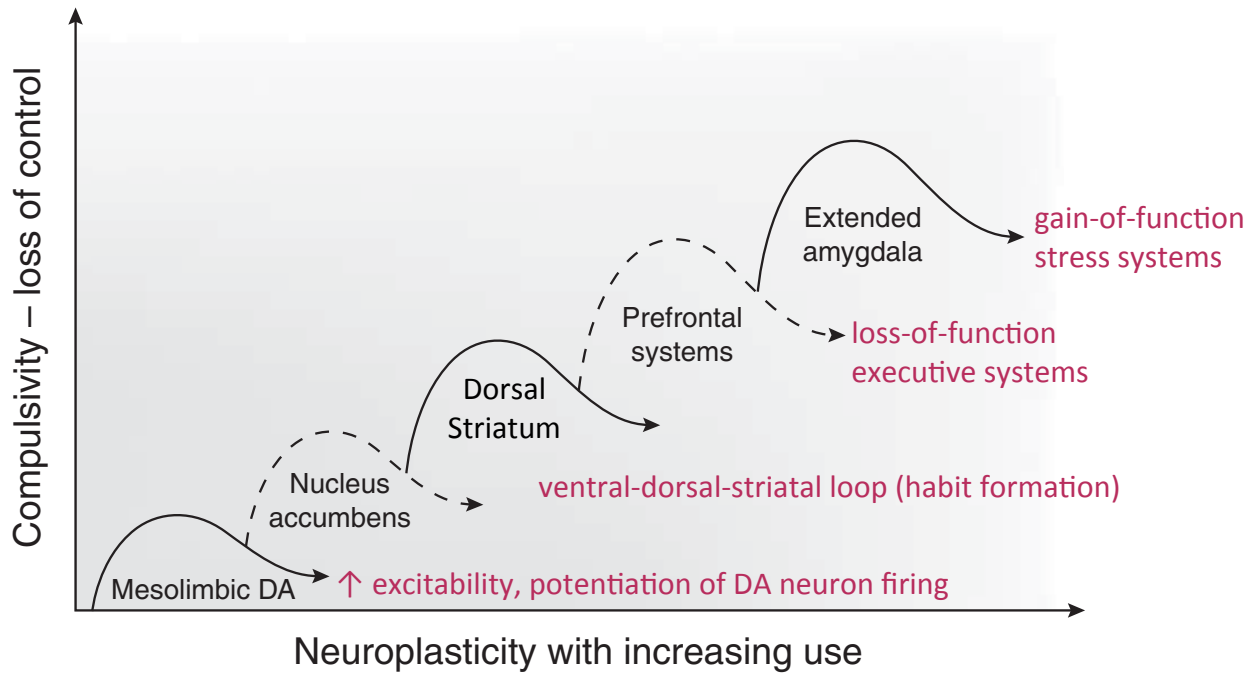 Compulsivity – loss of control
Extended
amygdala
gain-of-function
stress systems
Prefrontal
systems
loss-of-function
executive systems
Dorsal
Striatum
Nucleus
accumbens
ventral-dorsal-striatal loop (habit formation)
Mesolimbic DA
↑ excitability, potentiation of DA neuron firing
Neuroplasticity with increasing use